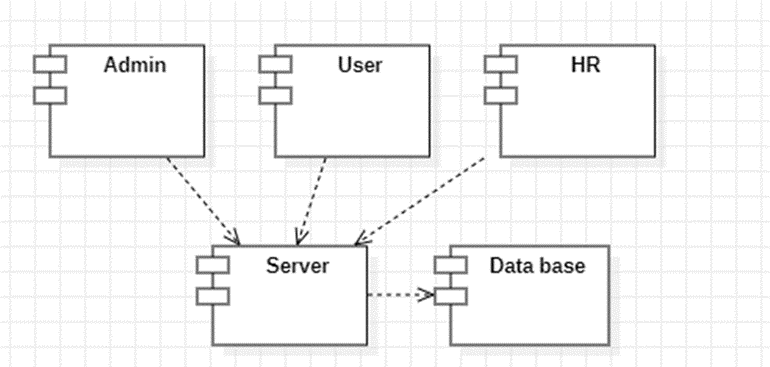 Admin
User
HR
Server
Data base